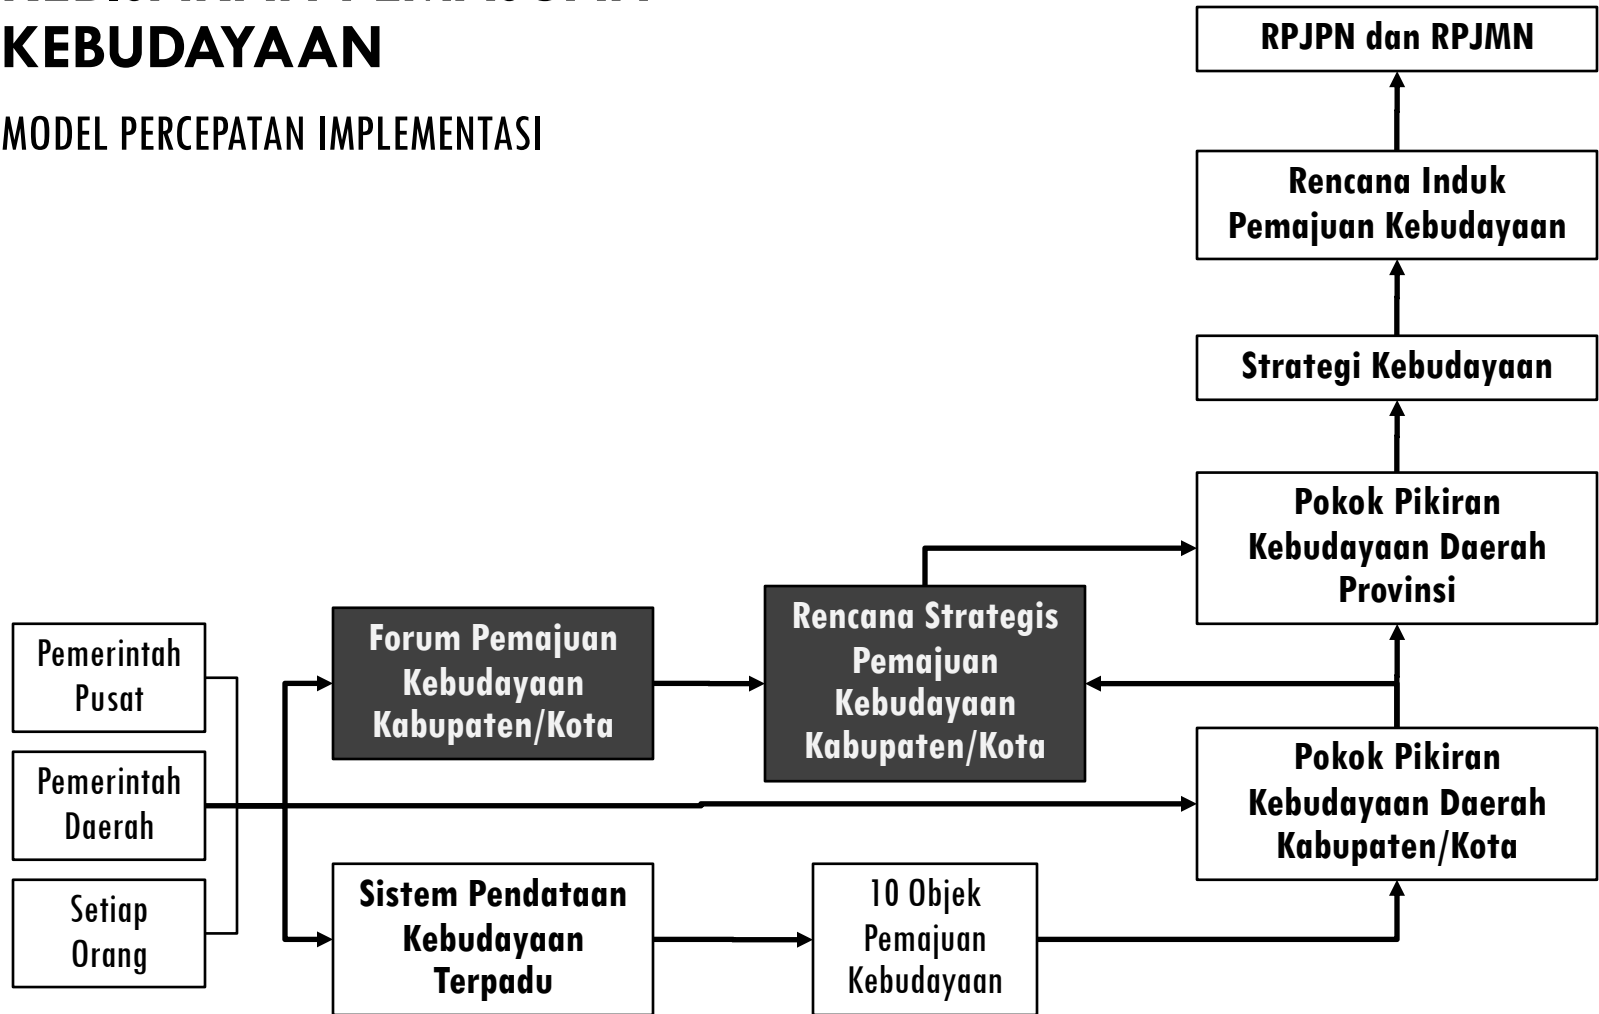 KEBUDAYAAN
MODEL PERCEPATAN IMPLEMENTASI
RPJPN dan RPJMN
Rencana Induk
Pemajuan Kebudayaan
Strategi Kebudayaan
Pokok Pikiran
Kebudayaan Daerah
Provinsi
Rencana Strategis
Pemajuan
Kebudayaan
Kabupaten/Kota
Forum Pemajuan
Kebudayaan
Kabupaten/Kota
Pemerintah
Pusat
Pemerintah
Daerah
Setiap
Orang
Pokok Pikiran
Kebudayaan Daerah
Kabupaten/Kota
Sistem Pendataan
Kebudayaan
Terpadu
10 Objek
Pemajuan
Kebudayaan